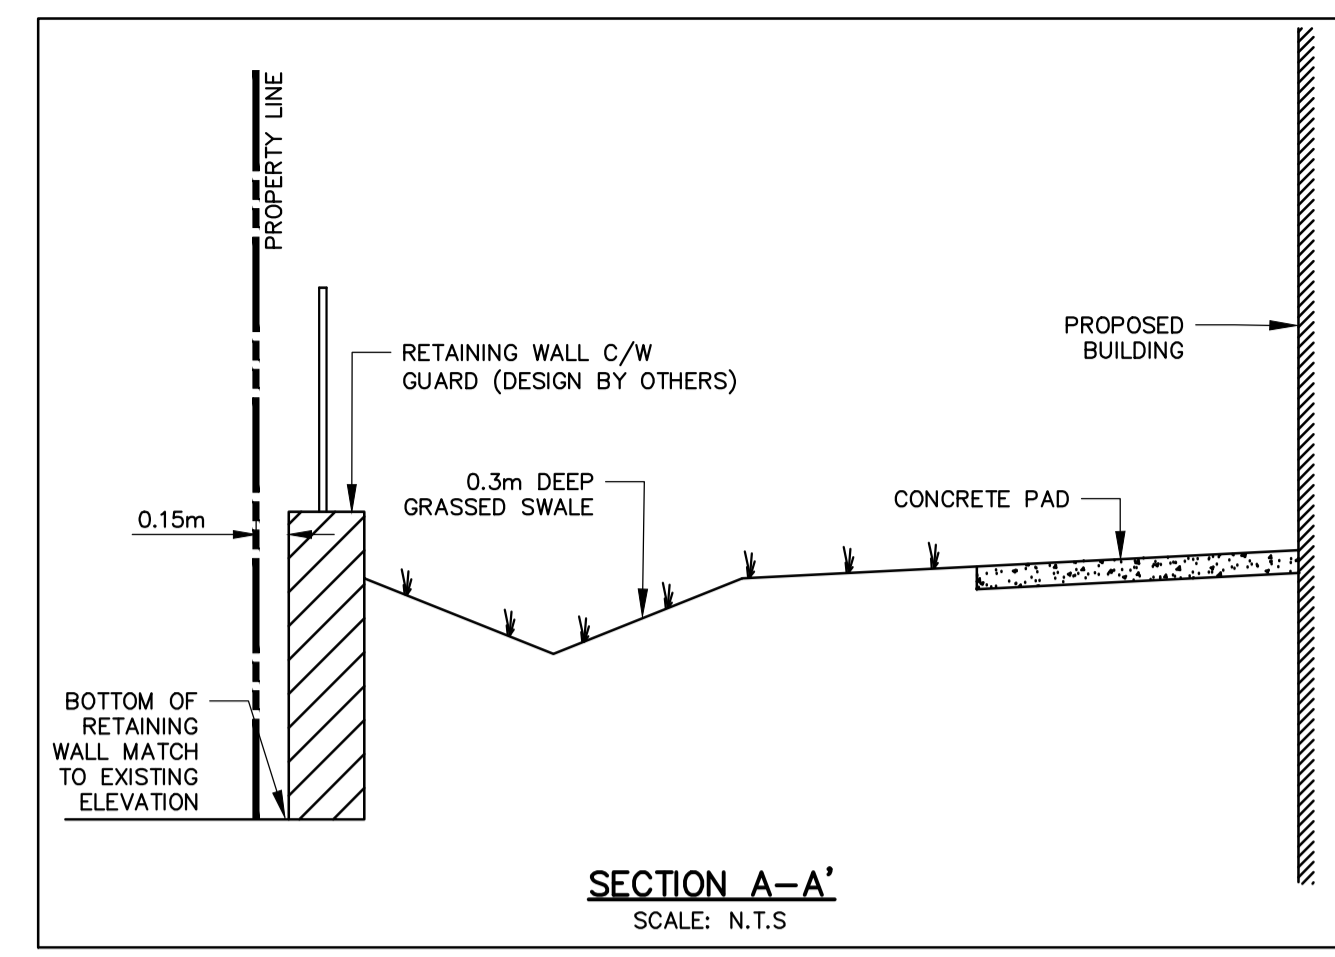 PROPERTY LINE
RETAINING WALL C/W
GUARD (DESIGN BY OTHERS)
PROPOSED
BUILDING
0.3m DEEP
GRASSED SWALE
CONCRETE PAD
0.15m
BOTTOM OF
RETAINING
WALL MATCH
TO EXISTING
ELEVATION
SECTION A–A'
SCALE: N.T.S